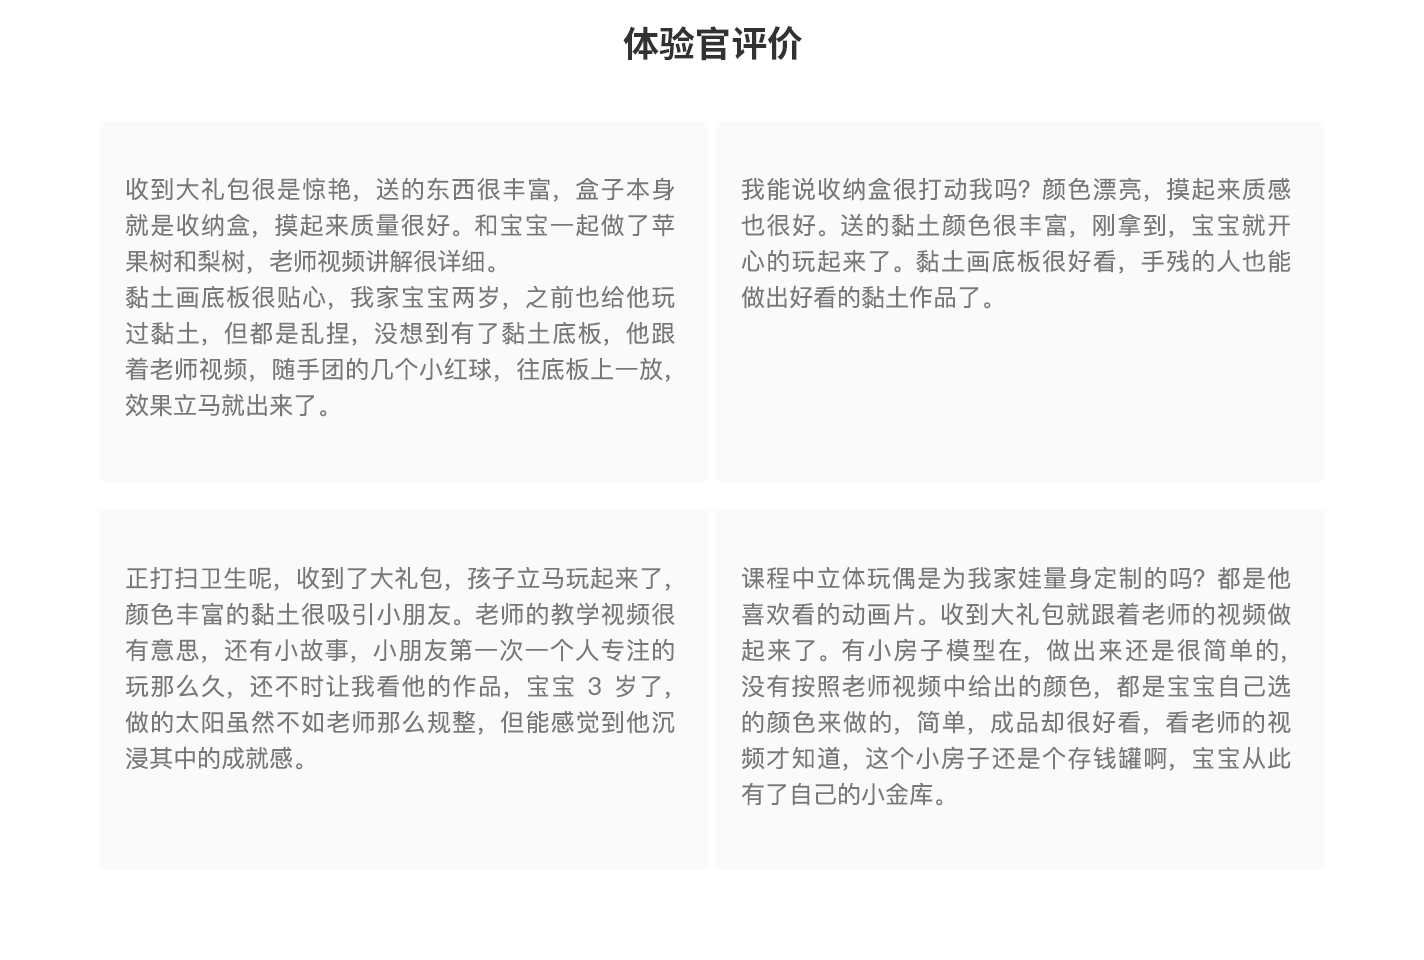 体验官评价
收到大礼包很是惊艳，送的东西很丰富，盒子本身
就是收纳盒，摸起来质量很好。和宝宝一起做了苹
果树和梨树，老师视频讲解很详细。
黏土画底板很贴心，我家宝宝两岁，之前也给他玩
过黏土，但都是乱捏，没想到有了黏土底板，他跟
着老师视频，随手团的几个小红球，往底板上一放，
效果立马就出来了。
我能说收纳盒很打动我吗？颜色漂亮，摸起来质感
也很好。送的黏土颜色很丰富，刚拿到，宝宝就开
心的玩起来了。黏土画底板很好看，手残的人也能
做出好看的黏土作品了。
正打扫卫生呢，收到了大礼包，孩子立马玩起来了，
颜色丰富的黏土很吸引小朋友。老师的教学视频很
有意思，还有小故事，小朋友第一次一个人专注的
玩那么久，还不时让我看他的作品，宝宝 3 岁了，
做的太阳虽然不如老师那么规整，但能感觉到他沉
浸其中的成就感。
课程中立体玩偶是为我家娃量身定制的吗？都是他
喜欢看的动画片。收到大礼包就跟着老师的视频做
起来了。有小房子模型在，做出来还是很简单的，
没有按照老师视频中给出的颜色，都是宝宝自己选
的颜色来做的，简单，成品却很好看，看老师的视
频才知道，这个小房子还是个存钱罐啊，宝宝从此
有了自己的小金库。